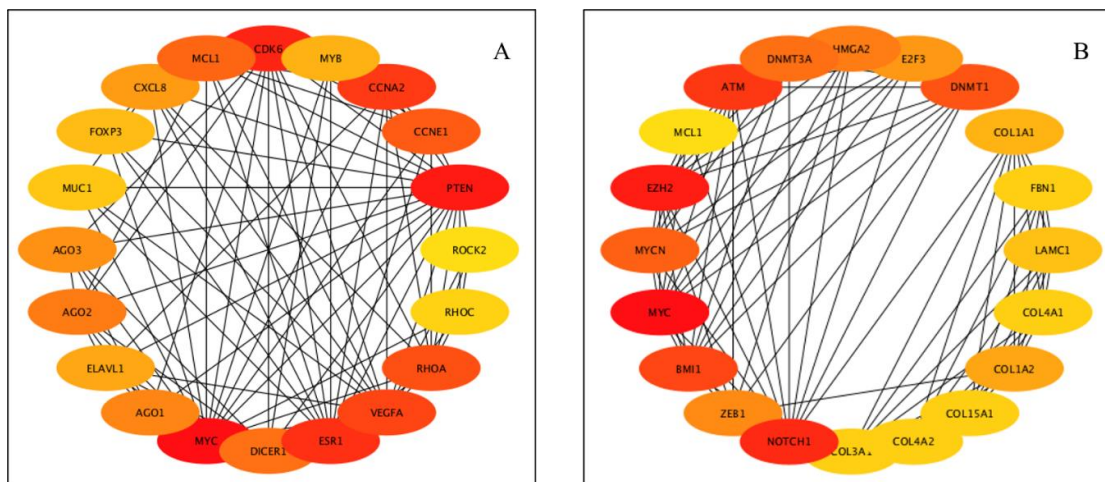 A
CDK6
MYB
CCNA2
CCNE1
PTEN
ROCK2
RHOC
RHOA
VEGFA
ESR1
DICER1
MYC
AGO1
ELAVL1
AGO2
AGO3
MUC1
FOXP3
CXCL8
MCL1
B
HMGA2
E2F3
DNMT1
COL1A1
FBN1
LAMC1
COL4A1
COL1A2
COL15A1
COL4A2
COL3A1
NOTCH1
ZEB1
BMI1
MYC
MYCN
EZH2
MCL1
ATM
DNMT3A